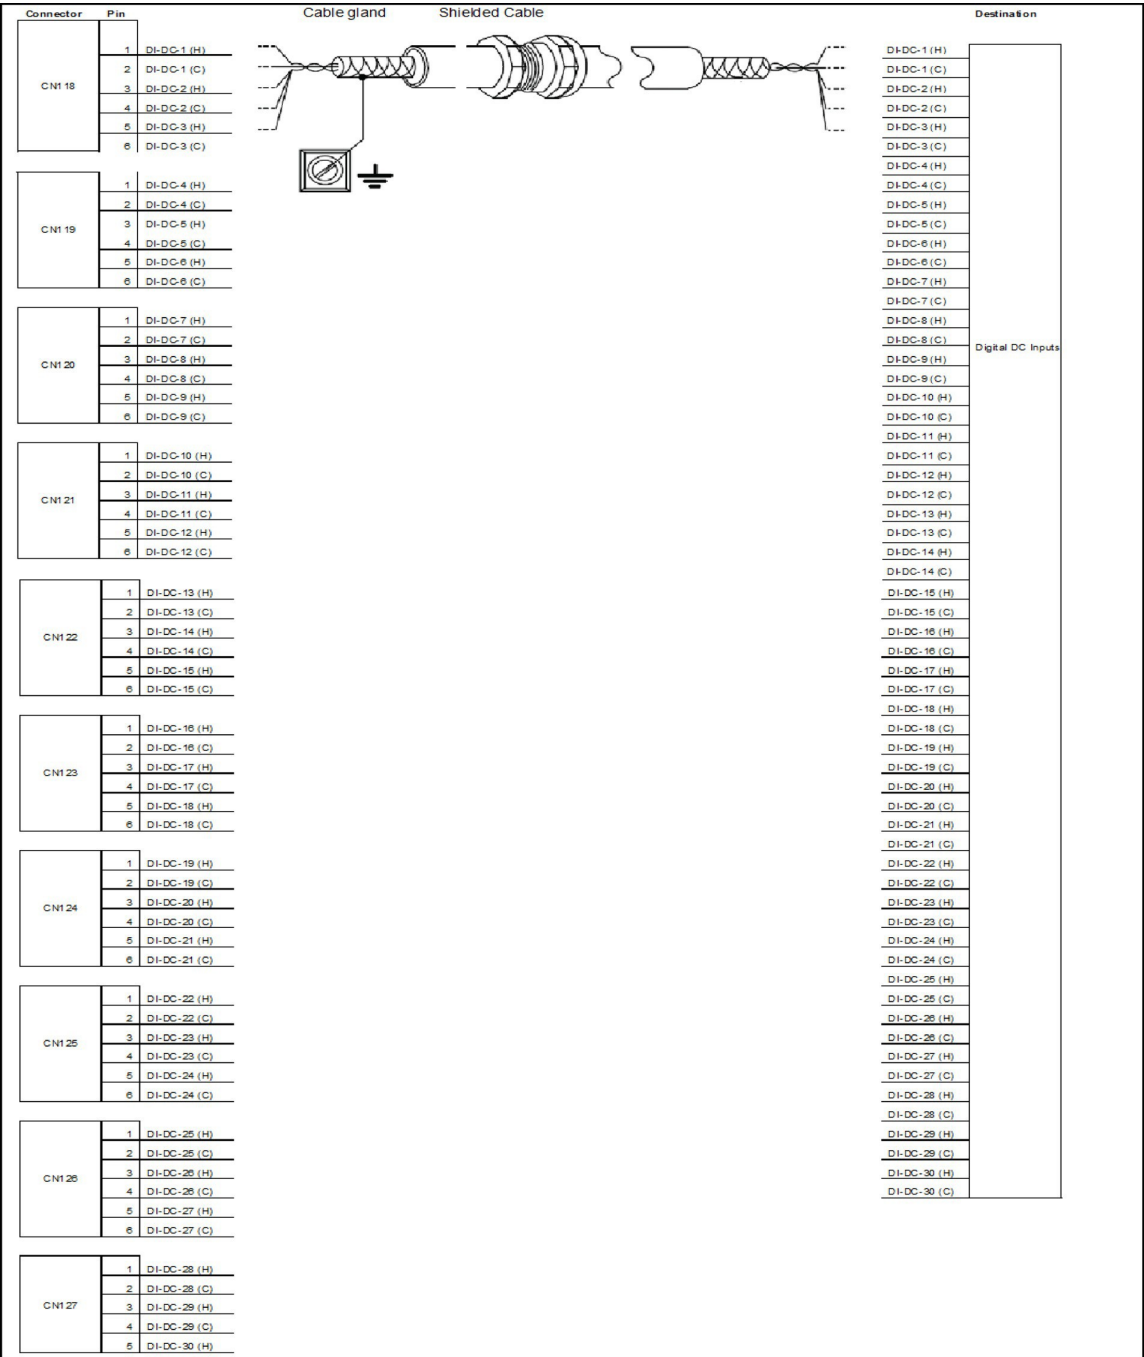 Connector Pin Cable gland Shielded Cable Destination
CN118
1 DI-DC-1 (H)
2 DI-DC-1 (C)
3 DI-DC-2 (H)
4 DI-DC-2 (C)
5 DI-DC-3 (H)
6 DI-DC-3 (C)
CN119
1 DI-DC-4 (H)
2 DI-DC-4 (C)
3 DI-DC-5 (H)
4 DI-DC-5 (C)
5 DI-DC-6 (H)
6 DI-DC-6 (C)
CN120
1 DI-DC-7 (H)
2 DI-DC-7 (C)
3 DI-DC-8 (H)
4 DI-DC-8 (C)
5 DI-DC-9 (H)
6 DI-DC-9 (C)
CN121
1 DI-DC-10 (H)
2 DI-DC-10 (C)
3 DI-DC-11 (H)
4 DI-DC-11 (C)
5 DI-DC-12 (H)
6 DI-DC-12 (C)
CN122
1 DI-DC-13 (H)
2 DI-DC-13 (C)
3 DI-DC-14 (H)
4 DI-DC-14 (C)
5 DI-DC-15 (H)
6 DI-DC-15 (C)
CN123
1 DI-DC-16 (H)
2 DI-DC-16 (C)
3 DI-DC-17 (H)
4 DI-DC-17 (C)
5 DI-DC-18 (H)
6 DI-DC-18 (C)
CN124
1 DI-DC-19 (H)
2 DI-DC-19 (C)
3 DI-DC-20 (H)
4 DI-DC-20 (C)
5 DI-DC-21 (H)
6 DI-DC-21 (C)
CN125
1 DI-DC-22 (H)
2 DI-DC-22 (C)
3 DI-DC-23 (H)
4 DI-DC-23 (C)
5 DI-DC-24 (H)
6 DI-DC-24 (C)
CN126
1 DI-DC-25 (H)
2 DI-DC-25 (C)
3 DI-DC-26 (H)
4 DI-DC-26 (C)
5 DI-DC-27 (H)
6 DI-DC-27 (C)
CN127
1 DI-DC-28 (H)
2 DI-DC-28 (C)
3 DI-DC-29 (H)
4 DI-DC-29 (C)
5 DI-DC-30 (H)
DI-DC-1 (H)
DI-DC-1 (C)
DI-DC-2 (H)
DI-DC-2 (C)
DI-DC-3 (H)
DI-DC-3 (C)
DI-DC-4 (H)
DI-DC-4 (C)
DI-DC-5 (H)
DI-DC-5 (C)
DI-DC-6 (H)
DI-DC-6 (C)
DI-DC-7 (H)
DI-DC-7 (C)
DI-DC-8 (H)
DI-DC-8 (C)
DI-DC-9 (H)
DI-DC-9 (C)
DI-DC-10 (H)
DI-DC-10 (C)
DI-DC-11 (H)
DI-DC-11 (C)
DI-DC-12 (H)
DI-DC-12 (C)
DI-DC-13 (H)
DI-DC-13 (C)
DI-DC-14 (H)
DI-DC-14 (C)
DI-DC-15 (H)
DI-DC-15 (C)
DI-DC-16 (H)
DI-DC-16 (C)
DI-DC-17 (H)
DI-DC-17 (C)
DI-DC-18 (H)
DI-DC-18 (C)
DI-DC-19 (H)
DI-DC-19 (C)
DI-DC-20 (H)
DI-DC-20 (C)
DI-DC-21 (H)
DI-DC-21 (C)
DI-DC-22 (H)
DI-DC-22 (C)
DI-DC-23 (H)
DI-DC-23 (C)
DI-DC-24 (H)
DI-DC-24 (C)
DI-DC-25 (H)
DI-DC-25 (C)
DI-DC-26 (H)
DI-DC-26 (C)
DI-DC-27 (H)
DI-DC-27 (C)
DI-DC-28 (H)
DI-DC-28 (C)
DI-DC-29 (H)
DI-DC-29 (C)
DI-DC-30 (H)
DI-DC-30 (C)
Digital DC Inputs